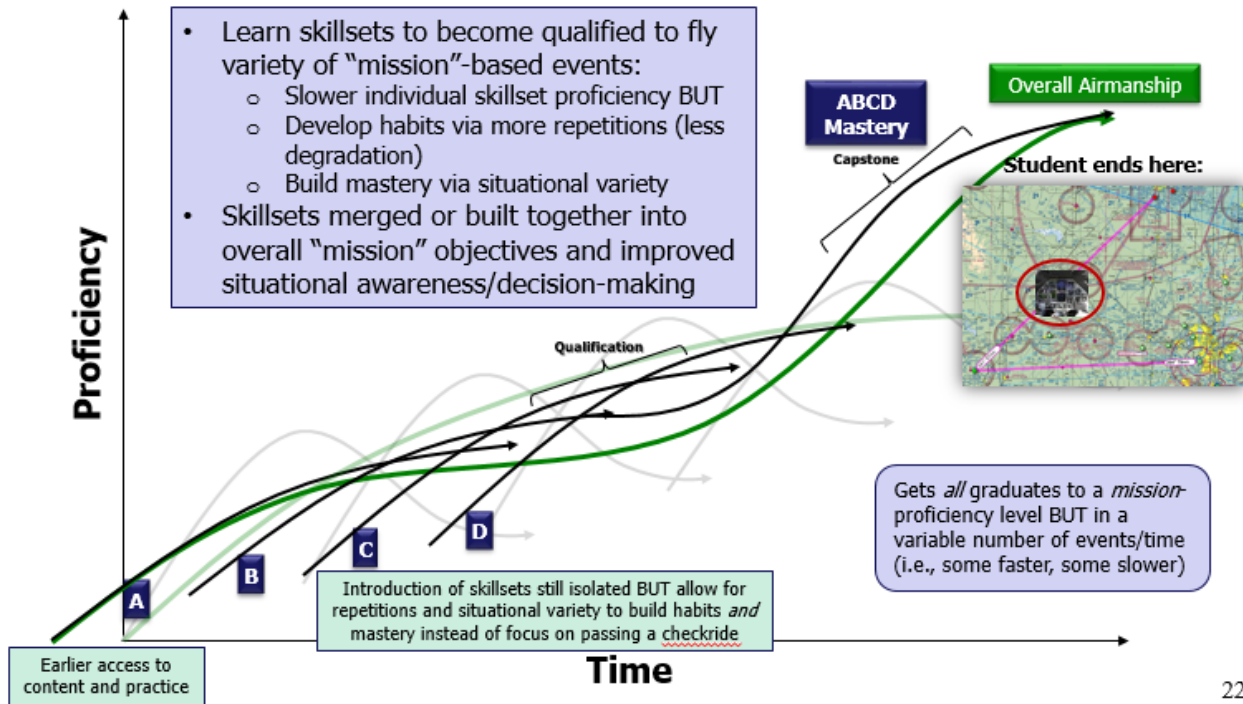 • Learn skillsets to become qualified to fly
variety of “mission”-based events:
o Slower individual skillset proficiency BUT
o Develop habits via more repetitions (less
degradation)
o Build mastery via situational variety
• Skillsets merged or built together into
overall “mission” objectives and improved
situational awareness/decision-making
ABCD
Mastery
Capstone
Overall Airmanship
Student ends here:
Proficiency
Qualification
A
B
C
D
Gets all graduates to a mission-
proficiency level BUT in a
variable number of events/time
(i.e., some faster, some slower)
Introduction of skillsets still isolated BUT allow for
repetitions and situational variety to build habits and
mastery instead of focus on passing a checkride
Earlier access to
content and practice
Time
22